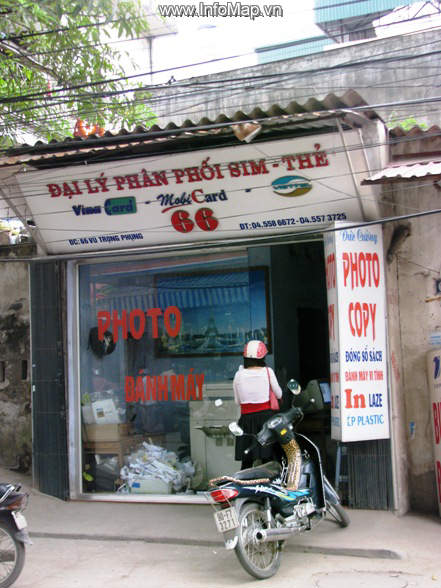 www.InfoMap.vn
ĐẠI LÝ PHÂN PHỐI SIM - THẺ
Vina Card - MobiCard -
66
ĐC: 66 VŨ TRỌNG PHỤNG
ĐT: 04.558 6672 - 04.557 3725
Đức Cường
PHOTO
COPY
ĐÓNG SỔ SÁCH
ĐÁNH MÁY VI TÍNH
In LAZE
ÉP PLASTIC
PHOTO
ĐÁNH MÁY